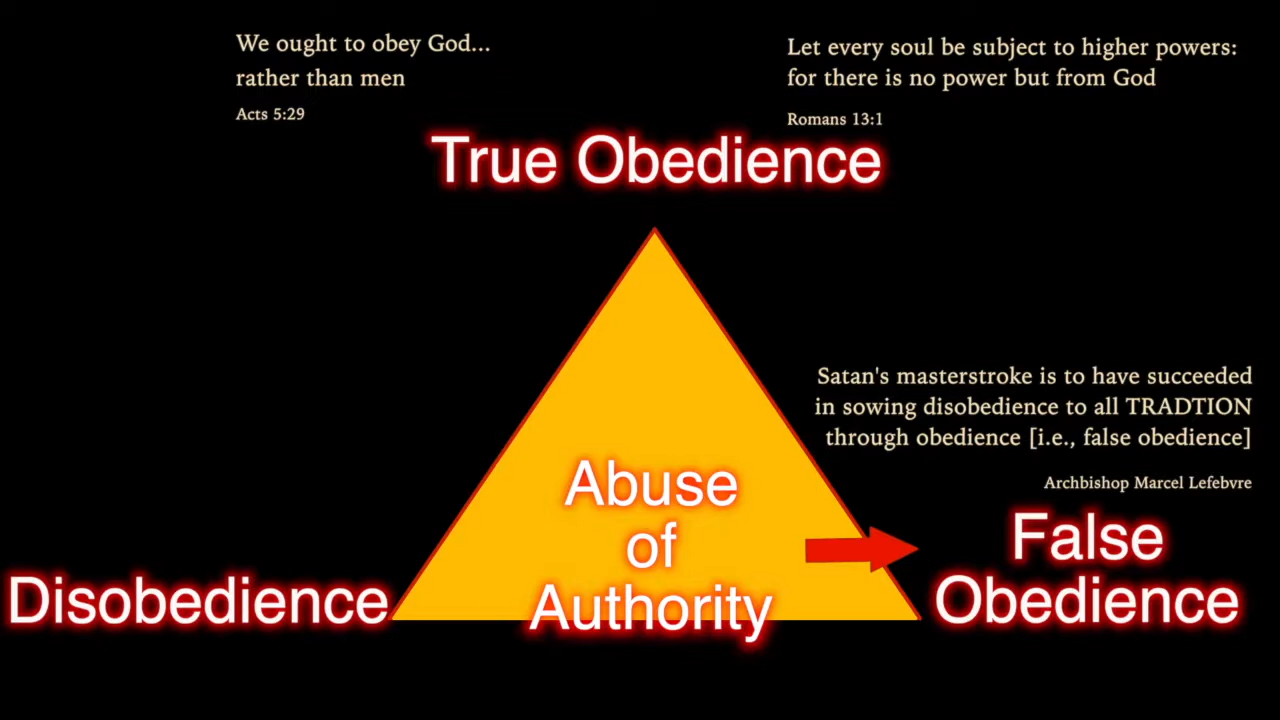 We ought to obey God...
rather than men
Acts 5:29
Let every soul be subject to higher powers:
for there is no power but from God
Romans 13:1
True Obedience
Satan's masterstroke is to have succeeded
in sowing disobedience to all TRADTION
through obedience [i.e., false obedience]
Archbishop Marcel Lefebvre
Abuse
of
Authority
False
Obedience
Disobedience